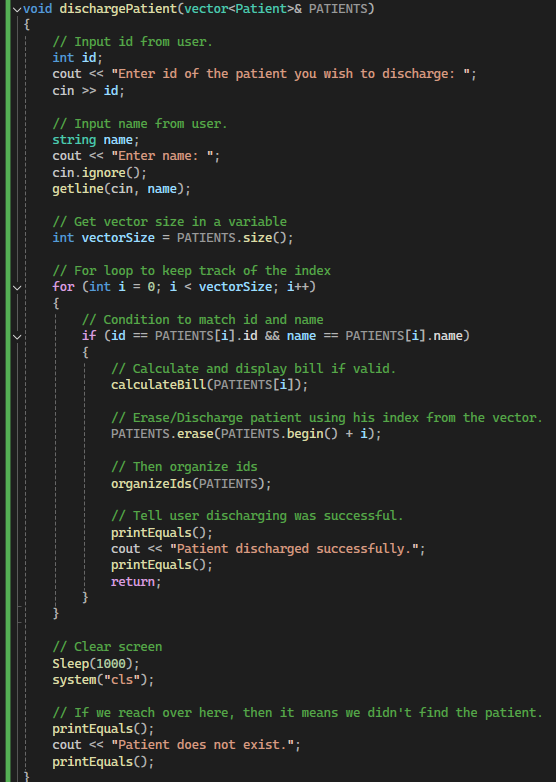 void dischargePatient(vector<Patient>& PATIENTS)
{
// Input id from user.
int id;
cout << "Enter id of the patient you wish to discharge: ";
cin >> id;
// Input name from user.
string name;
cout << "Enter name: ";
cin.ignore();
getline(cin, name);
// Get vector size in a variable
int vectorSize = PATIENTS.size();
// For loop to keep track of the index
for (int i = 0; i < vectorSize; i++)
{
// Condition to match id and name
if (id == PATIENTS[i].id && name == PATIENTS[i].name)
{
// Calculate and display bill if valid.
calculateBill(PATIENTS[i]);
// Erase/Discharge patient using his index from the vector.
PATIENTS.erase(PATIENTS.begin() + i);
// Then organize ids
organizeIds(PATIENTS);
// Tell user discharging was successful.
printEquals();
cout << "Patient discharged successfully.";
printEquals();
return;
}
}
// Clear screen
Sleep(1000);
system("cls");
// If we reach over here, then it means we didn't find the patient.
printEquals();
cout << "Patient does not exist.";
printEquals();
}